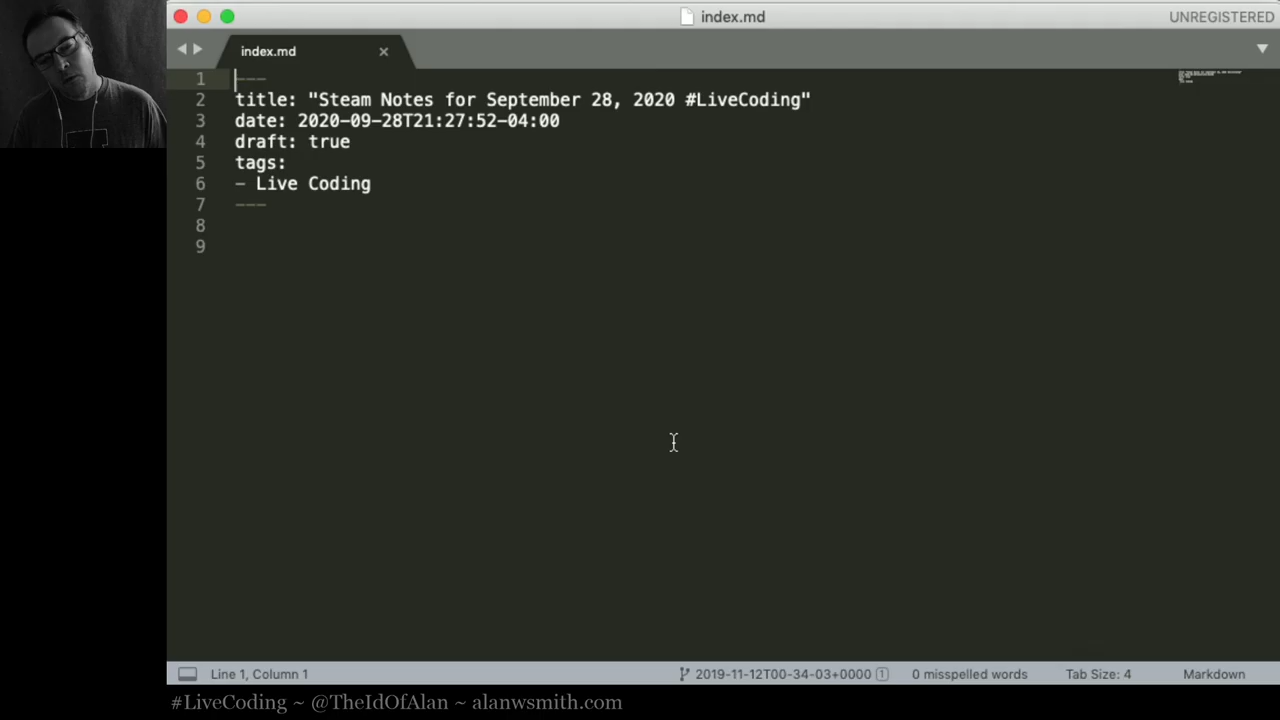 index.md
UNREGISTERED
index.md ×
1 ---
2 title: "Steam Notes for September 28, 2020 #LiveCoding"
3 date: 2020-09-28T21:27:52-04:00
4 draft: true
5 tags:
6 - Live Coding
7 ---
8
9
Line 1, Column 1
2019-11-12T00-34-03+0000 1
0 misspelled words
Tab Size: 4
Markdown
#LiveCoding ~ @TheIdOfAlan ~ alanwsmith.com